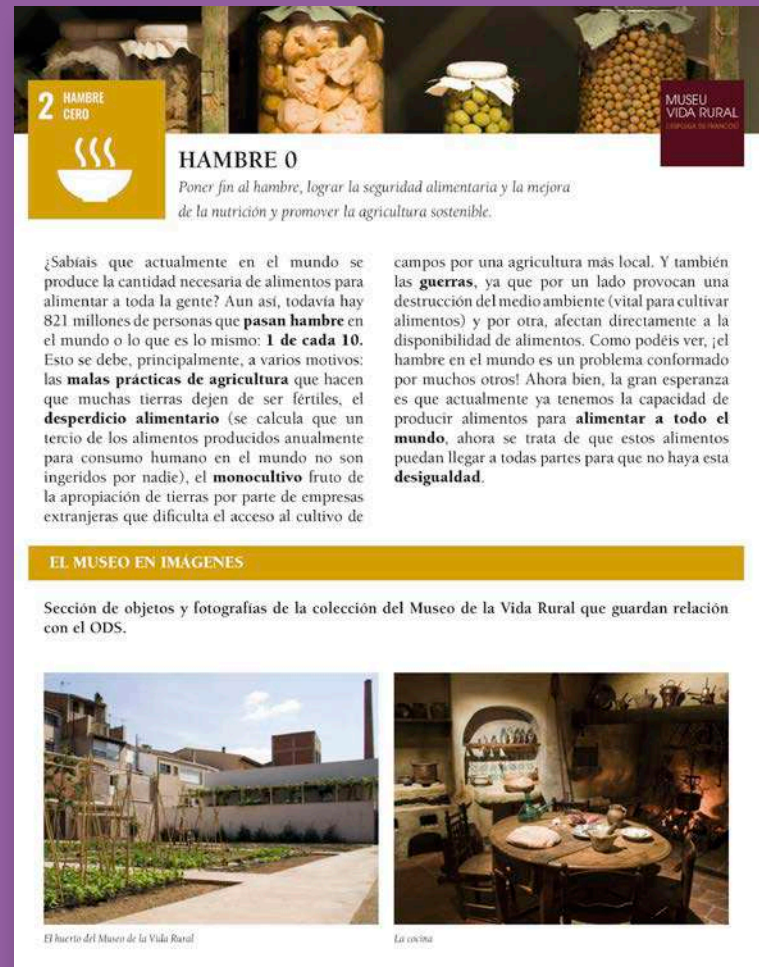 2 HAMBRE
CERO
MUSEU
VIDA RURAL
L'ESPLUGA DE FRANCOLÍ
HAMBRE 0
Poner fin al hambre, lograr la seguridad alimentaria y la mejora
de la nutrición y promover la agricultura sostenible.
¿Sabíais que actualmente en el mundo se
produce la cantidad necesaria de alimentos para
alimentar a toda la gente? Aun así, todavía hay
821 millones de personas que pasan hambre en
el mundo o lo que es lo mismo: 1 de cada 10.
Esto se debe, principalmente, a varios motivos:
las malas prácticas de agricultura que hacen
que muchas tierras dejen de ser fértiles, el
desperdicio alimentario (se calcula que un
tercio de los alimentos producidos anualmente
para consumo humano en el mundo no son
ingeridos por nadie), el monocultivo fruto de
la apropiación de tierras por parte de empresas
extranjeras que dificulta el acceso al cultivo de
campos por una agricultura más local. Y también
las guerras, ya que por un lado provocan una
destrucción del medio ambiente (vital para cultivar
alimentos) y por otra, afectan directamente a la
disponibilidad de alimentos. Como podéis ver, ¡el
hambre en el mundo es un problema conformado
por muchos otros! Ahora bien, la gran esperanza
es que actualmente ya tenemos la capacidad de
producir alimentos para alimentar a todo el
mundo, ahora se trata de que estos alimentos
puedan llegar a todas partes para que no haya esta
desigualdad.
EL MUSEO EN IMÁGENES
Sección de objetos y fotografías de la colección del Museo de la Vida Rural que guardan relación
con el ODS.
El huerto del Museo de la Vida Rural
La cocina